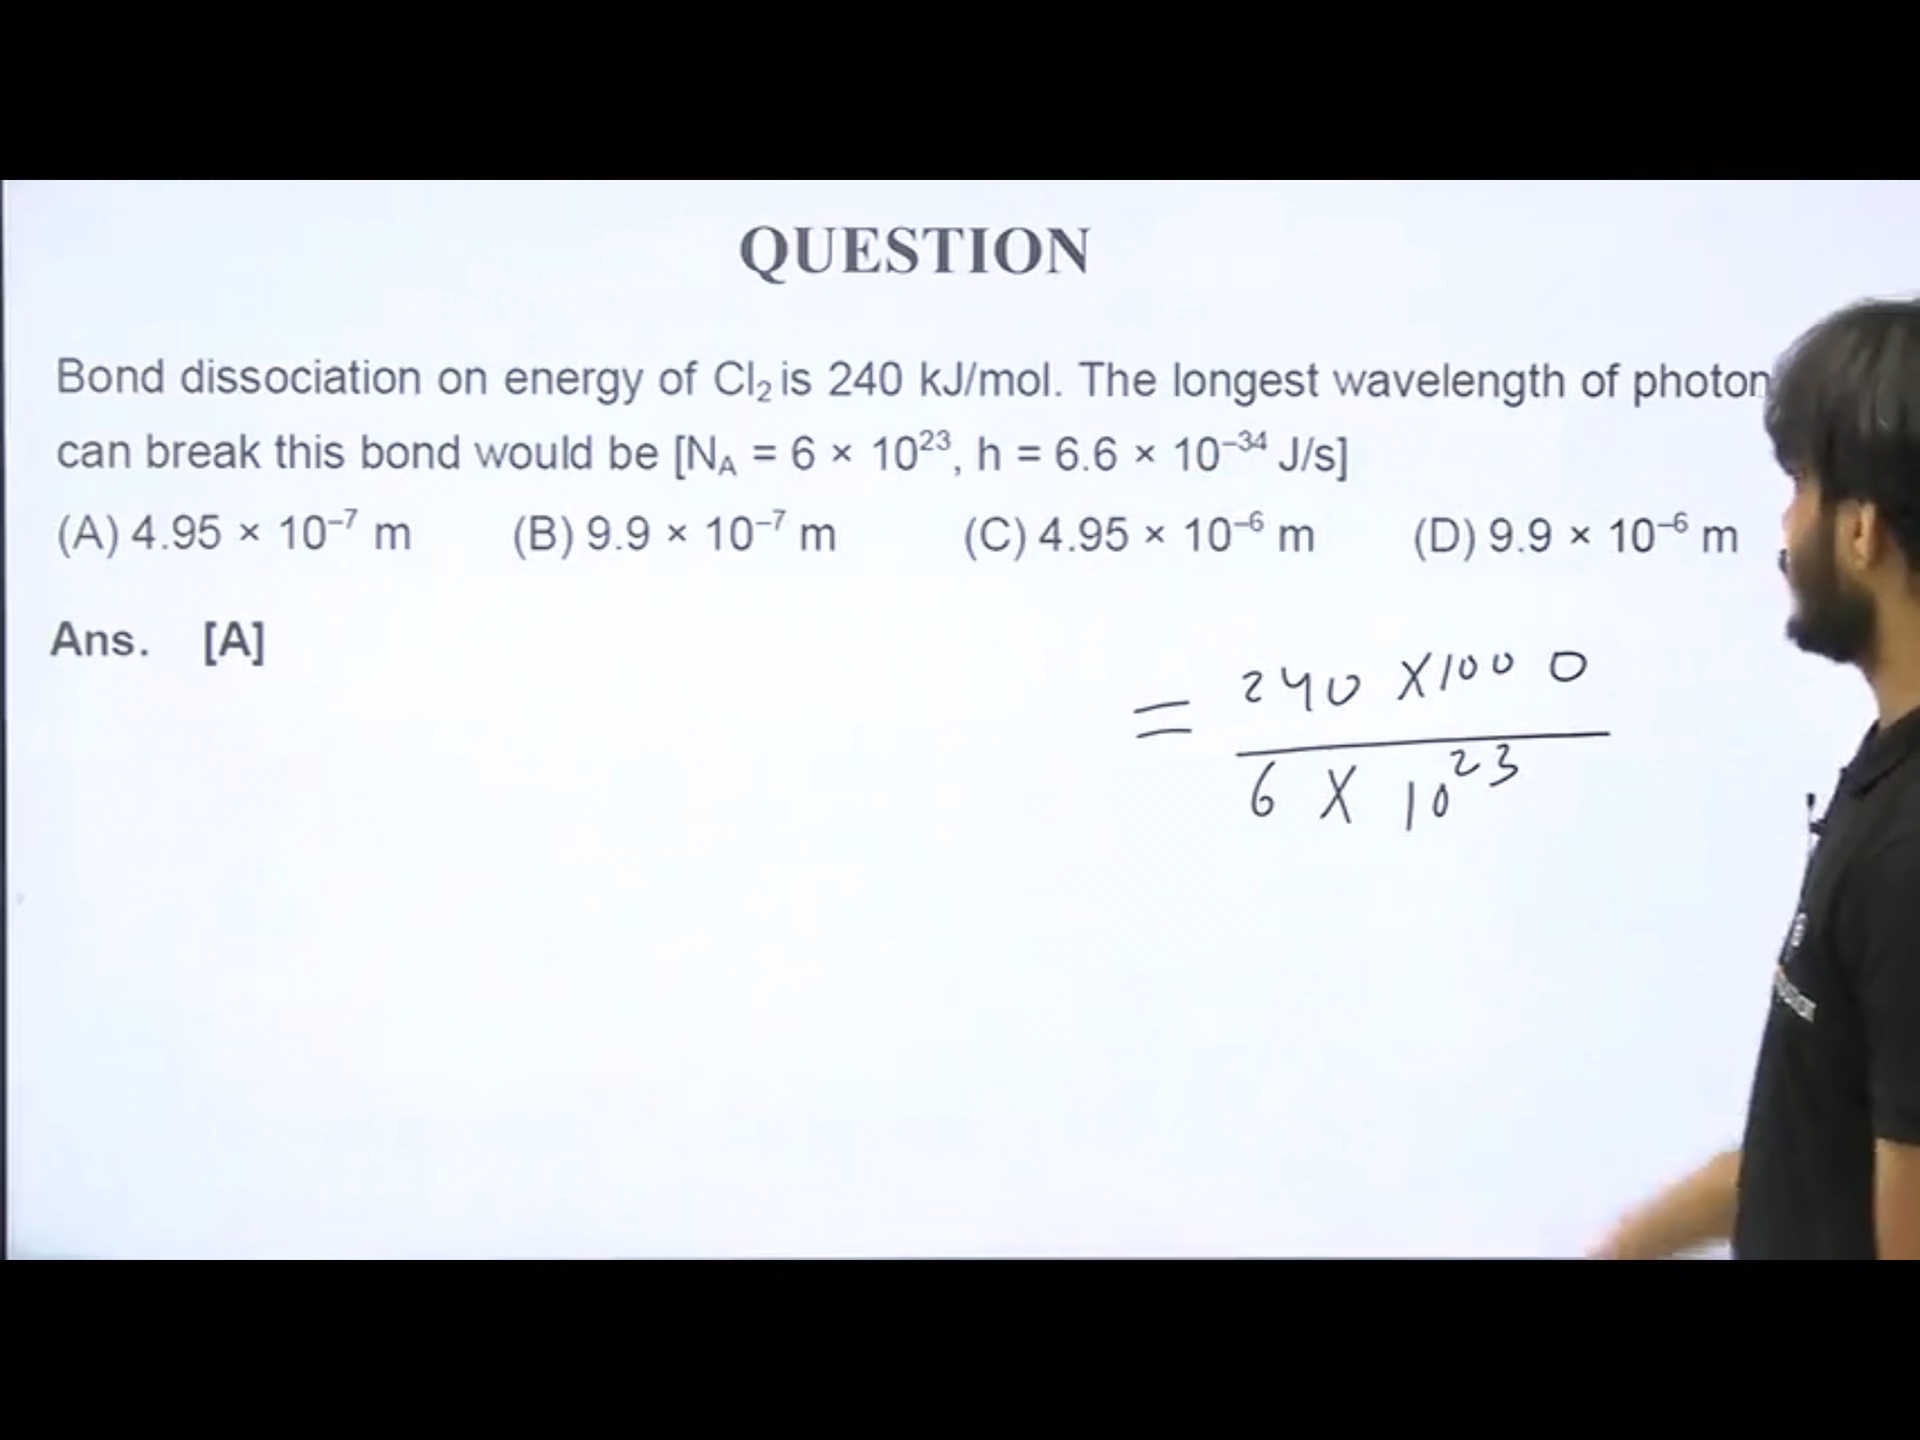 QUESTION
Bond dissociation on energy of Cl₂ is 240 kJ/mol. The longest wavelength of photon
can break this bond would be [N_A = 6 × 10²³, h = 6.6 × 10⁻³⁴ J/s]
(A) 4.95 × 10⁻⁷ m (B) 9.9 × 10⁻⁷ m (C) 4.95 × 10⁻⁶ m (D) 9.9 × 10⁻⁶ m
Ans. [A]
= 240 × 1000
6 × 10²³